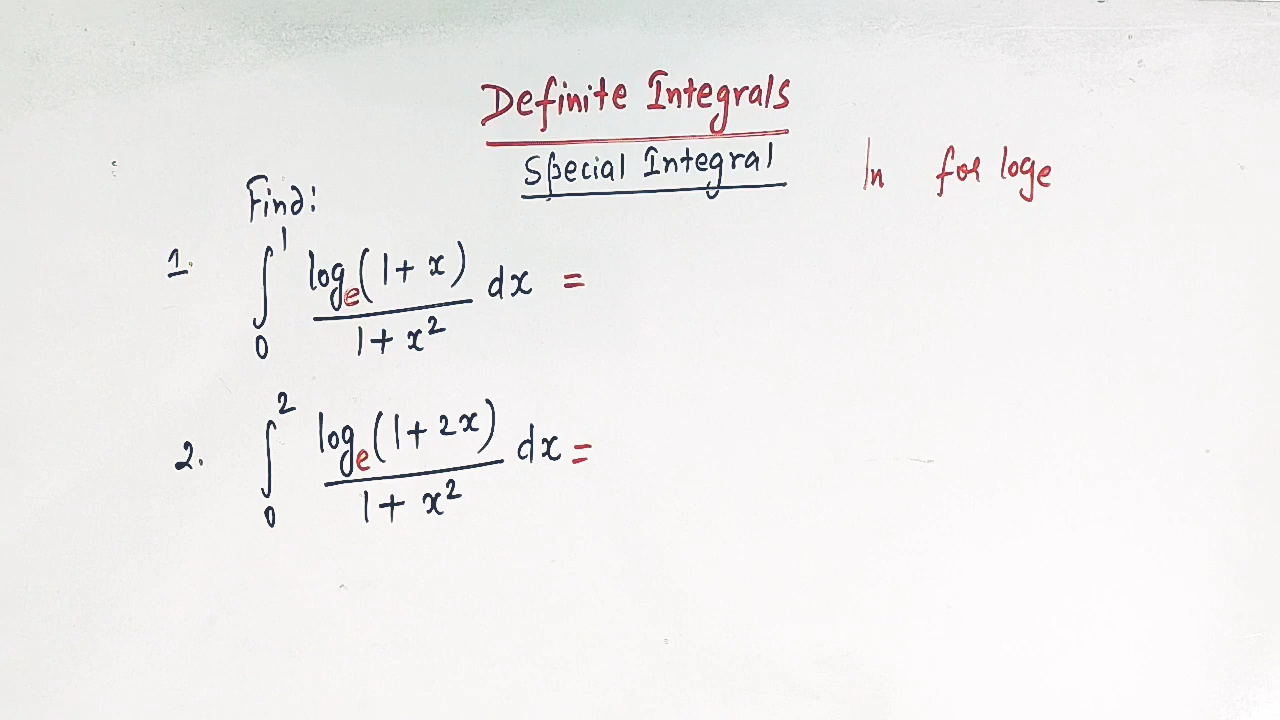 Definite Integrals
Special Integral
ln for logₑ
Find:
1. ∫₀¹ logₑ(1+x)/(1+x²) dx =
2. ∫₀² logₑ(1+2x)/(1+x²) dx =